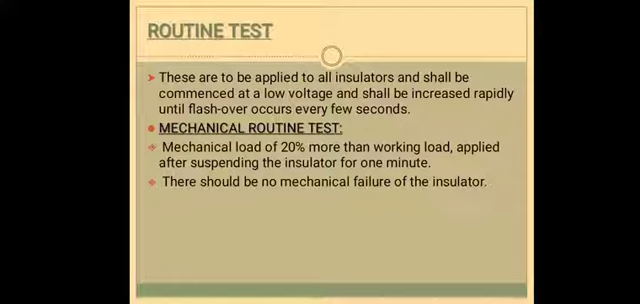 ROUTINE TEST
These are to be applied to all insulators and shall be
commenced at a low voltage and shall be increased rapidly
until flash-over occurs every few seconds.
MECHANICAL ROUTINE TEST:
Mechanical load of 20% more than working load, applied
after suspending the insulator for one minute.
There should be no mechanical failure of the insulator.